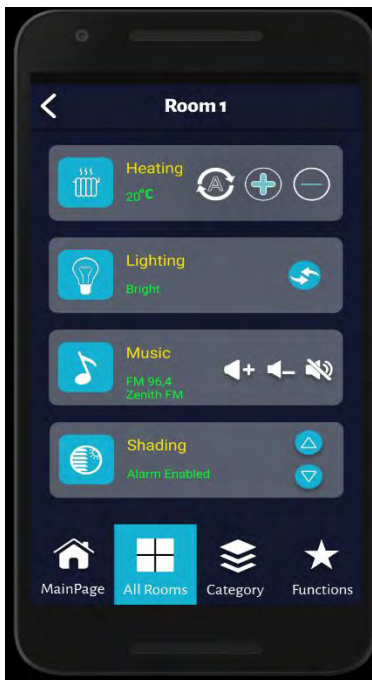 Room 1
Heating
20°C
A
Lighting
Bright
Music
FM 96,4
Zenith FM
Shading
Alarm Enabled
MainPage
All Rooms
Category
Functions